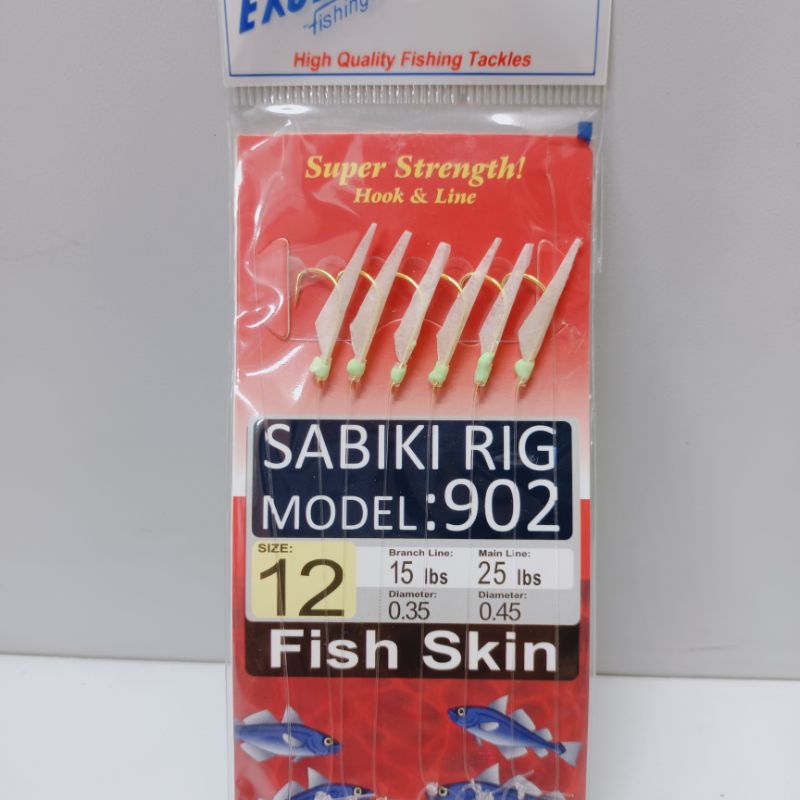 fishing
High Quality Fishing Tackles
Super Strength!
Hook & Line
SABIKI RIG
MODEL:902
SIZE:
12
Branch Line:
15 lbs
Diameter:
0.35
Main Line:
25 lbs
Diameter:
0.45
Fish Skin